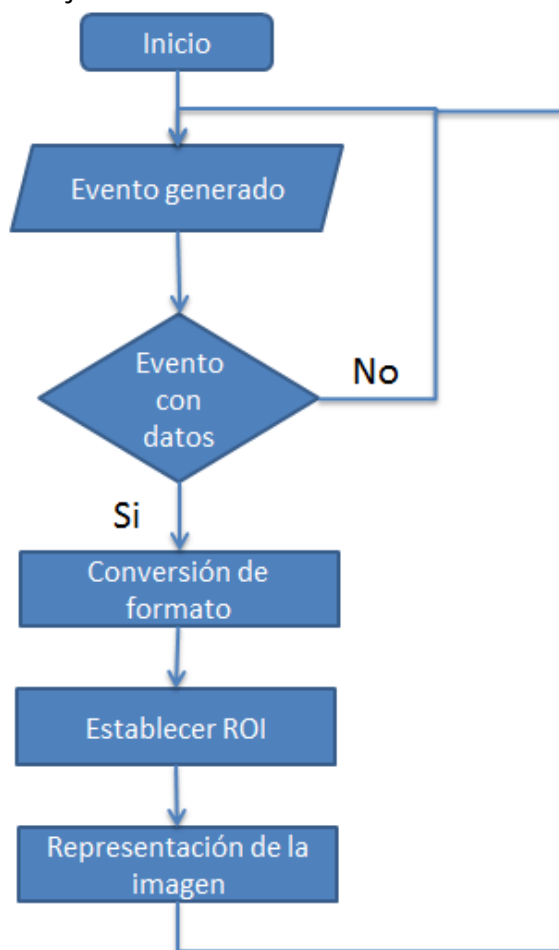 Inicio
Evento generado
Evento
con
datos
No
Si
Conversión de
formato
Establecer ROI
Representación de la
imagen